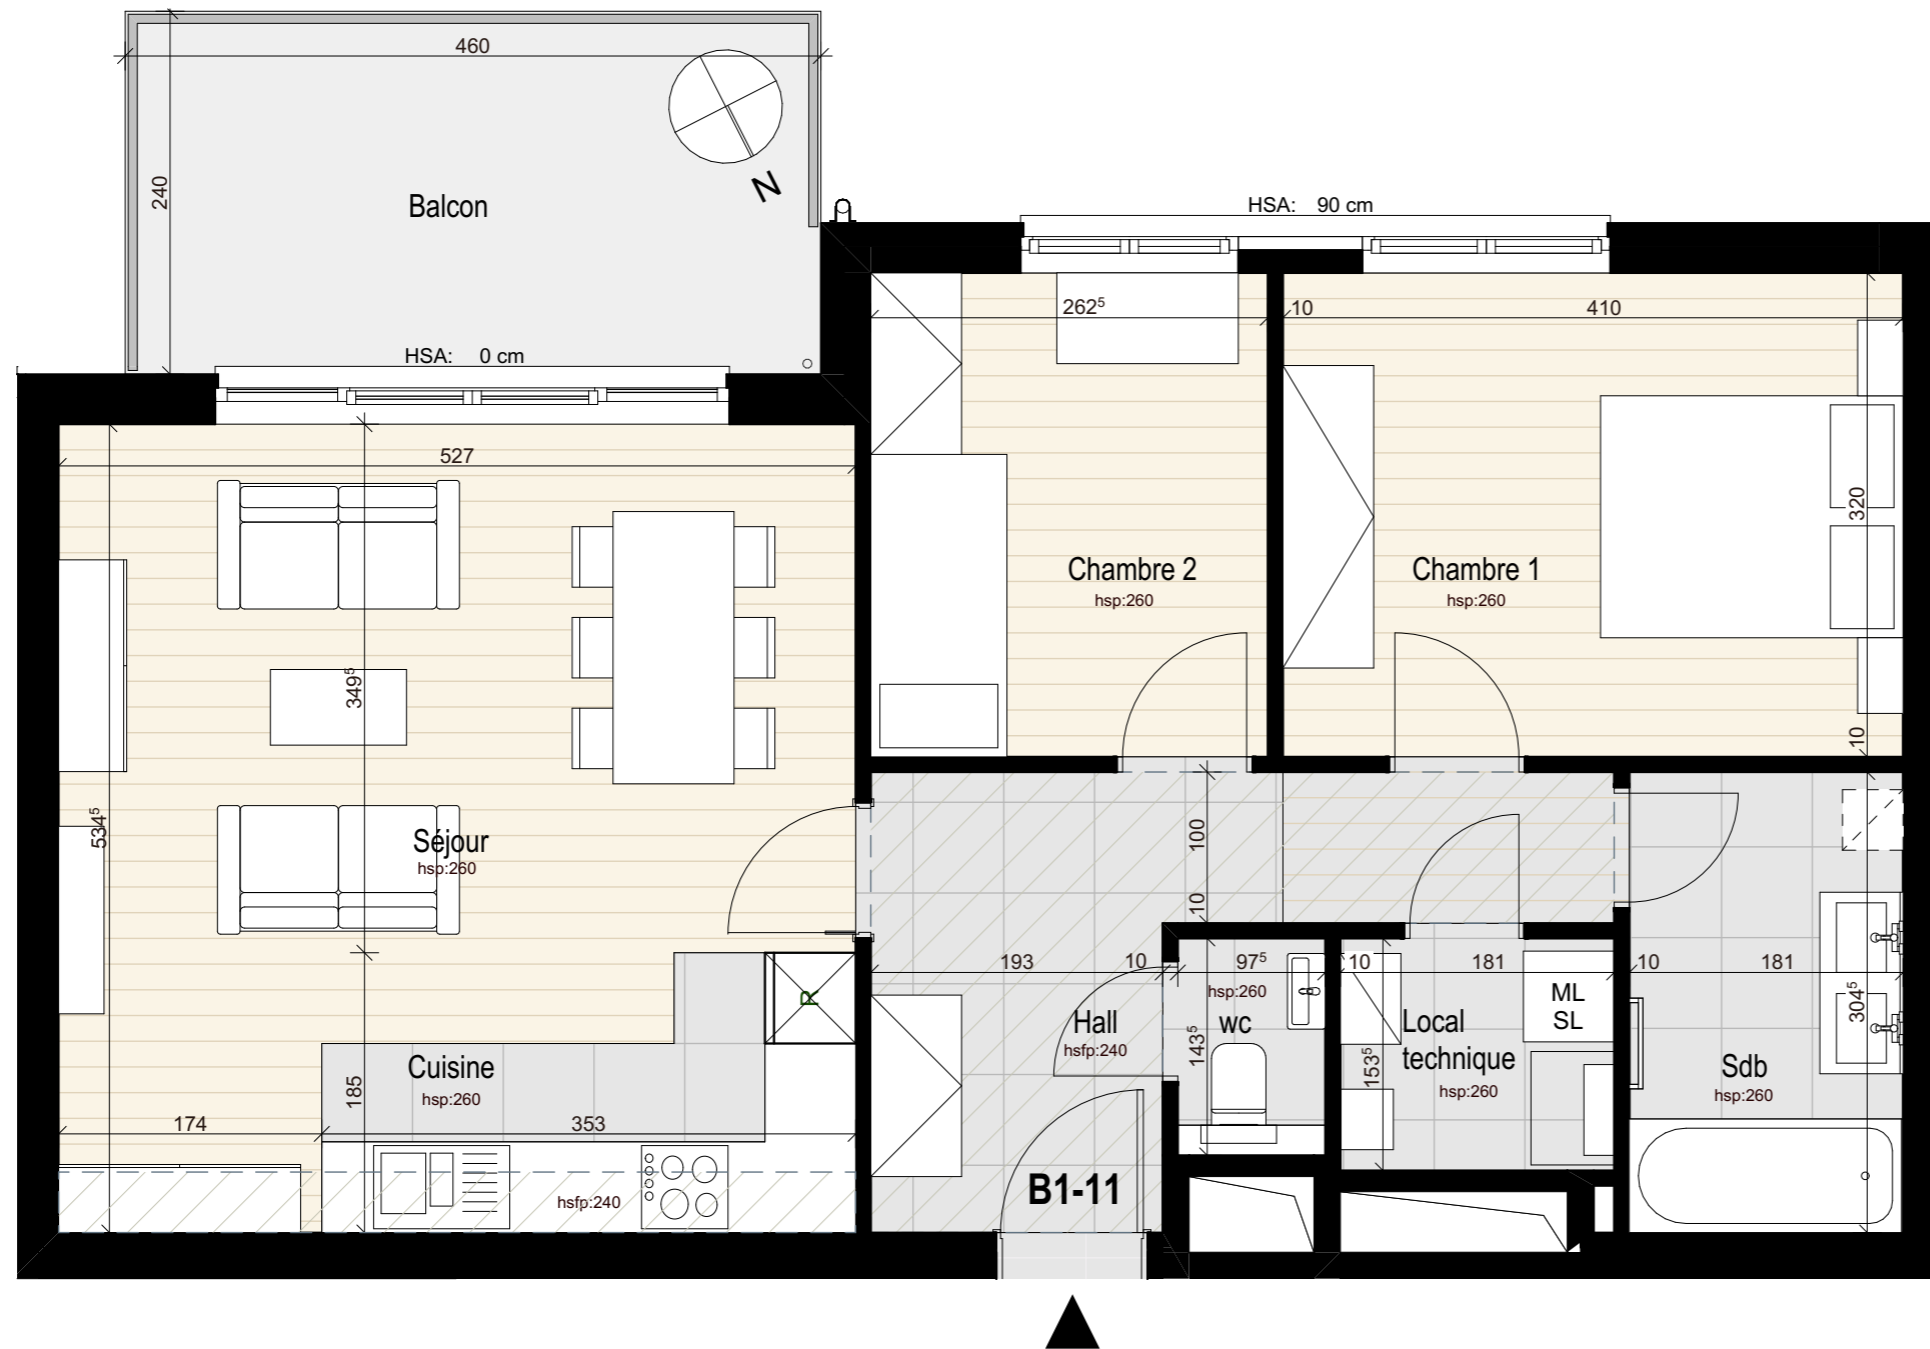 460
240
N
Balcon
HSA: 90 cm
HSA: 0 cm
262⁵
10
410
527
320
Chambre 2
hsp:260
Chambre 1
hsp:260
349⁵
10
534⁵
Séjour
hsp:260
100
10
193
10
97⁵
10
181
10
181
R
hsp:260
wc
ML
SL
304⁵
Hall
hsfp:240
143⁵
Local
technique
hsp:260
153⁵
Sdb
hsp:260
Cuisine
hsp:260
185
174
353
hsfp:240
B1-11